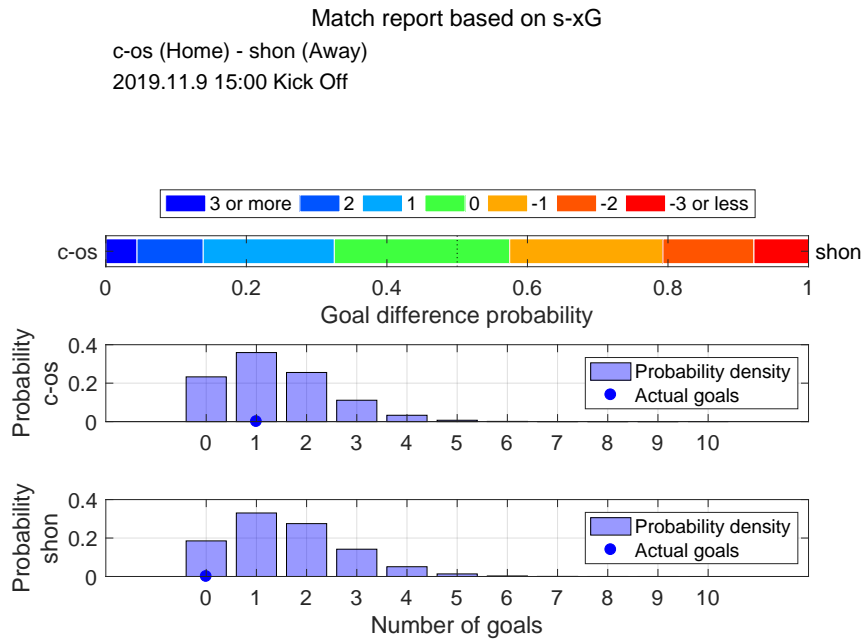 Match report based on s-xG
c-os (Home) - shon (Away)
2019.11.9 15:00 Kick Off
3 or more 2 1 0 -1 -2 -3 or less
c-os shon
0 0.2 0.4 0.6 0.8 1
Goal difference probability
Probability
c-os
0.4
0.2
0
Probability density
Actual goals
0 1 2 3 4 5 6 7 8 9 10
Probability
shon
0.4
0.2
0
Probability density
Actual goals
0 1 2 3 4 5 6 7 8 9 10
Number of goals